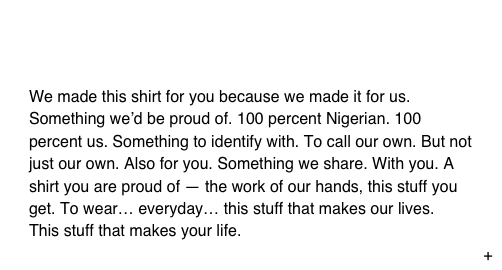 We made this shirt for you because we made it for us.
Something we’d be proud of. 100 percent Nigerian. 100
percent us. Something to identify with. To call our own. But not
just our own. Also for you. Something we share. With you. A
shirt you are proud of — the work of our hands, this stuff you
get. To wear… everyday… this stuff that makes our lives.
This stuff that makes your life.
+